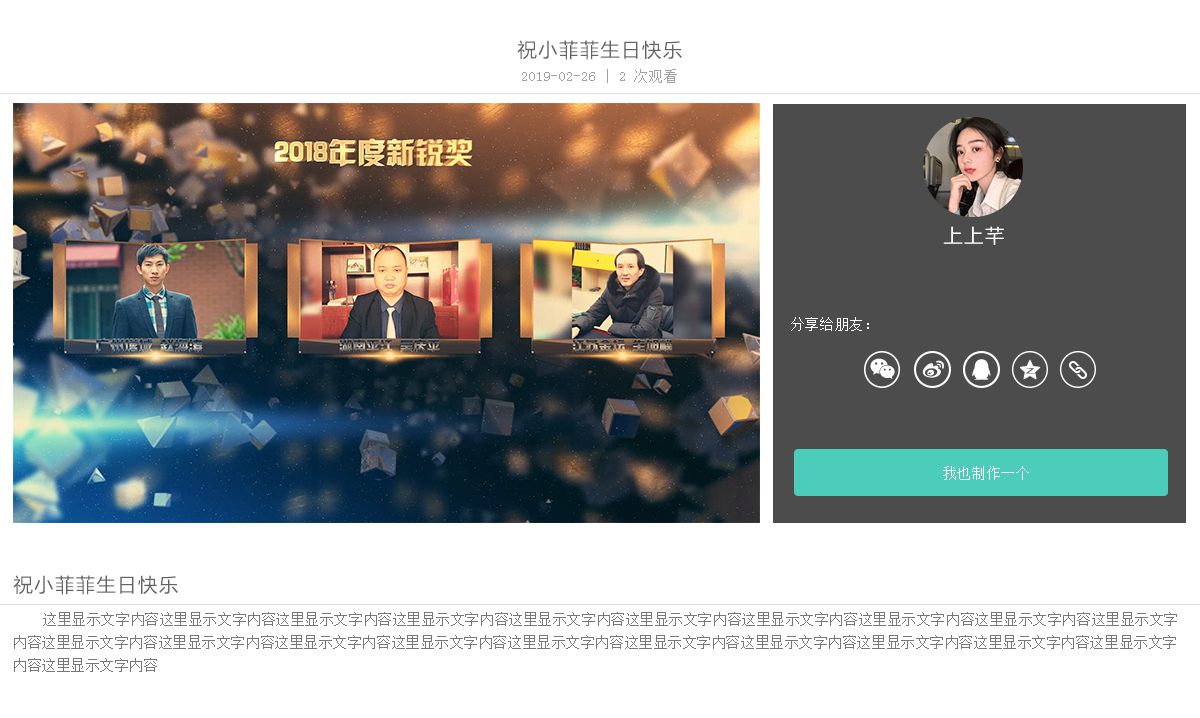 祝小菲菲生日快乐
2019-02-26 | 2 次观看
2018年度新锐奖
上上芊
分享给朋友：
我也制作一个
祝小菲菲生日快乐
这里显示文字内容这里显示文字内容这里显示文字内容这里显示文字内容这里显示文字内容这里显示文字内容这里显示文字内容这里显示文字内容这里显示文字内容这里显示文字
内容这里显示文字内容这里显示文字内容这里显示文字内容这里显示文字内容这里显示文字内容这里显示文字内容这里显示文字内容这里显示文字内容这里显示文字内容这里显示文字
内容这里显示文字内容